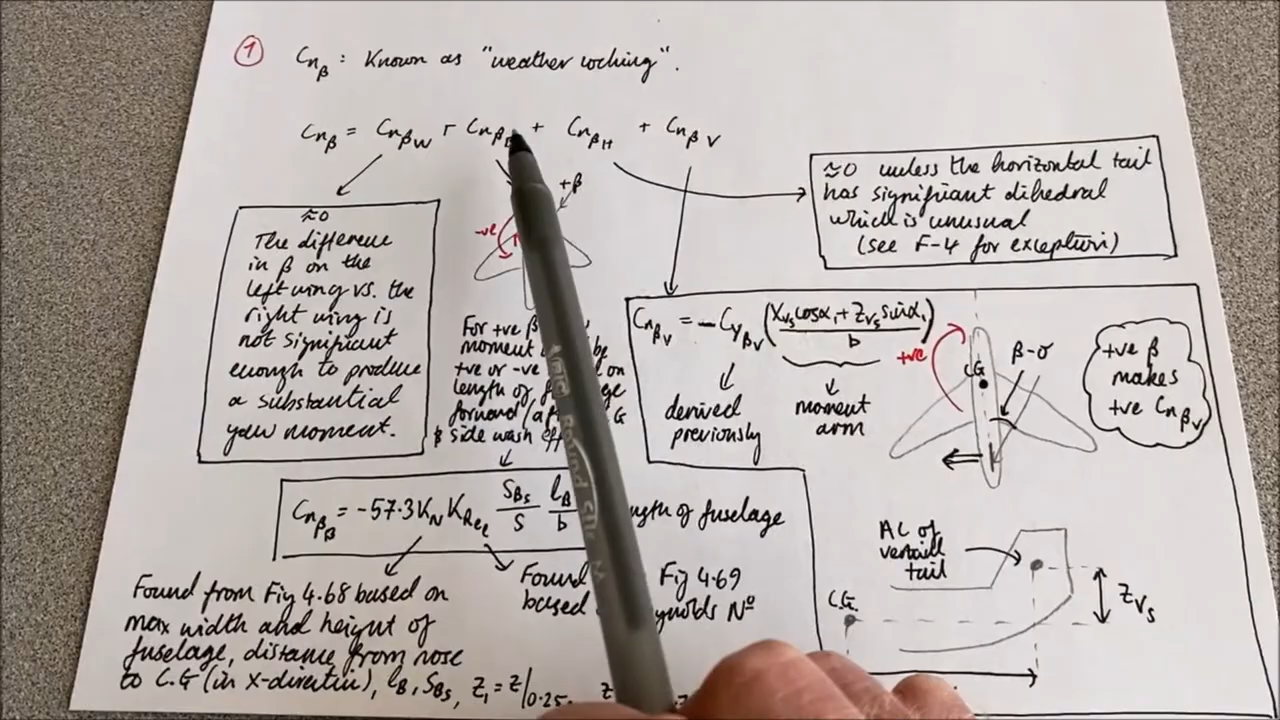 1
Cnβ : Known as "weather cocking".
Cnβ = CnβW + CnβB + CnβH + CnβV
≈0
The difference
in β on the
left wing vs. the
right wing is
not significant
enough to produce
a substantial
yaw moment.
+β
-ve
For +ve β
moment be
+ve or -ve on
length of
forward
& side wash
≈0 unless the horizontal tail
has significant dihedral
which is unusual
(see F-4 for exception)
CnβV = -CyβV (XVs cosα1 + ZVs sinα1 / b)
derived
previously
moment
arm
+ve
C.G
β-σ
+ve β
makes
+ve CnβV
CnβB = -57.3 KN KRel SBs/S lB/b
of fuselage
Found from Fig 4.68 based on
max width and height of
fuselage, distance from nose
to C.G (in x-direction), lB, SBs, Z1 = Z|0.25
Found Fig 4.69
based Nº
AC of
vertical
tail
C.G.
ZVs